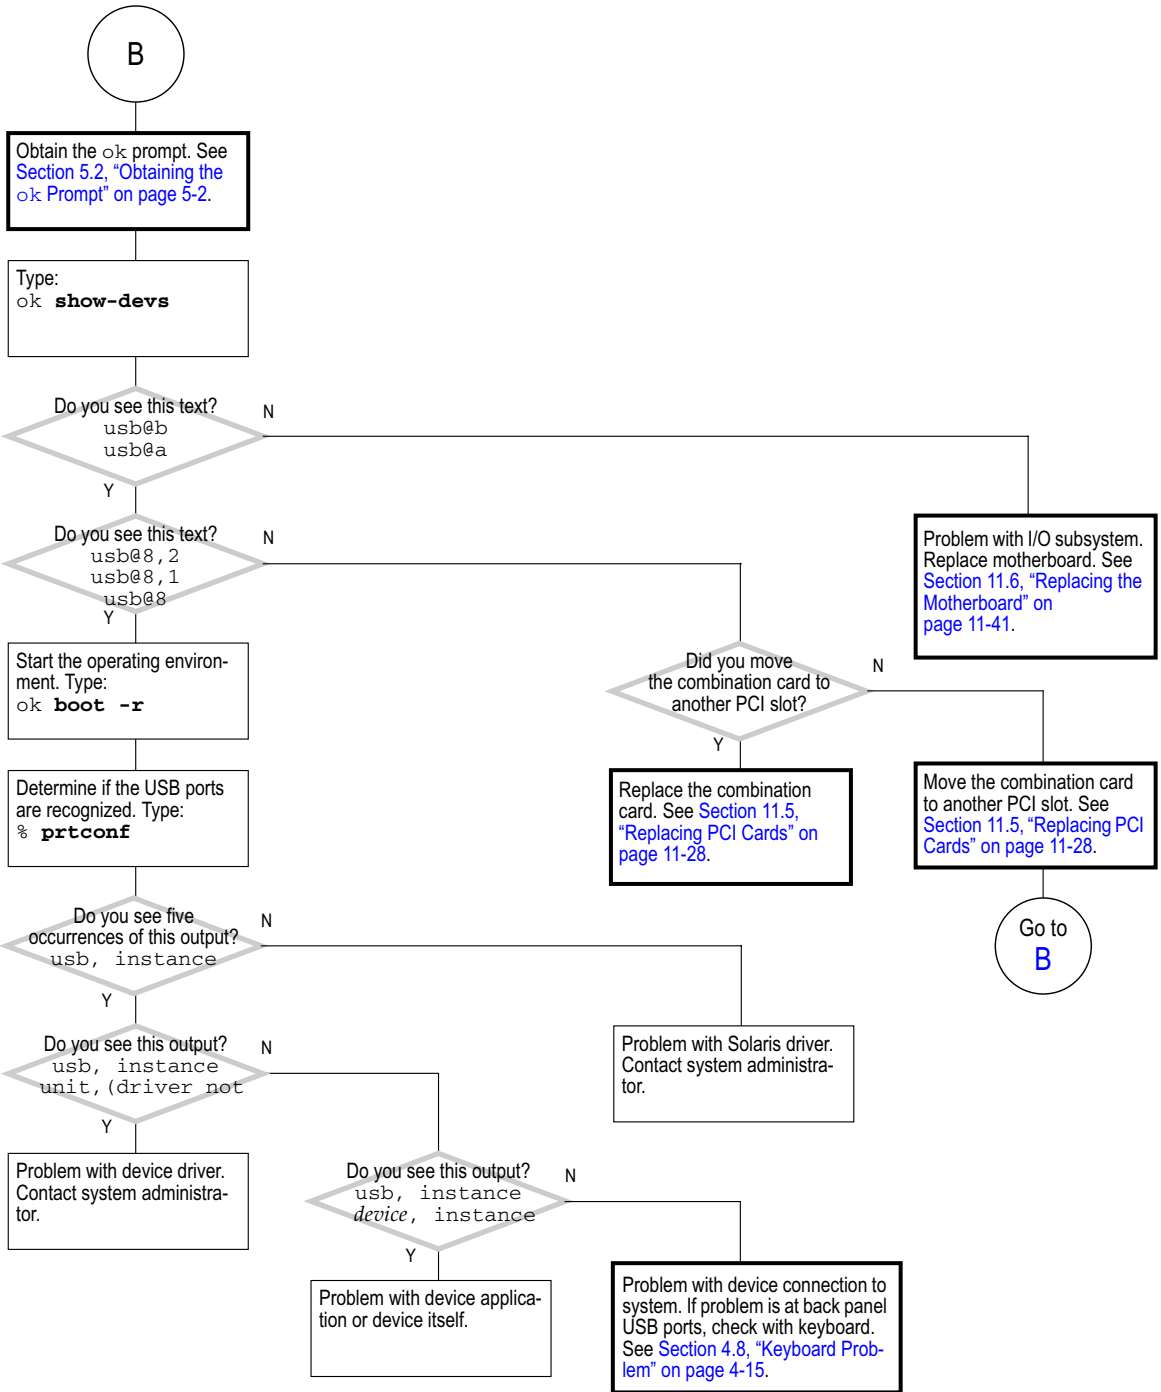 B
Obtain the ok prompt. See
Section 5.2, “Obtaining the
ok Prompt” on page 5-2.
Type:
ok show-devs
Do you see this text?
usb@b
usb@a
N
Y
Do you see this text?
usb@8,2
usb@8,1
usb@8
N
Y
Problem with I/O subsystem.
Replace motherboard. See
Section 11.6, “Replacing the
Motherboard” on
page 11-41.
Start the operating environ-
ment. Type:
ok boot -r
Did you move
the combination card to
another PCI slot?
N
Y
Determine if the USB ports
are recognized. Type:
% prtconf
Replace the combination
card. See Section 11.5,
“Replacing PCI Cards” on
page 11-28.
Move the combination card
to another PCI slot. See
Section 11.5, “Replacing PCI
Cards” on page 11-28.
Go to
B
Do you see five
occurrences of this output?
usb, instance
N
Y
Do you see this output?
usb, instance
unit,(driver not
N
Y
Problem with Solaris driver.
Contact system administra-
tor.
Problem with device driver.
Contact system administra-
tor.
Do you see this output?
usb, instance
device, instance
N
Y
Problem with device applica-
tion or device itself.
Problem with device connection to
system. If problem is at back panel
USB ports, check with keyboard.
See Section 4.8, “Keyboard Prob-
lem” on page 4-15.